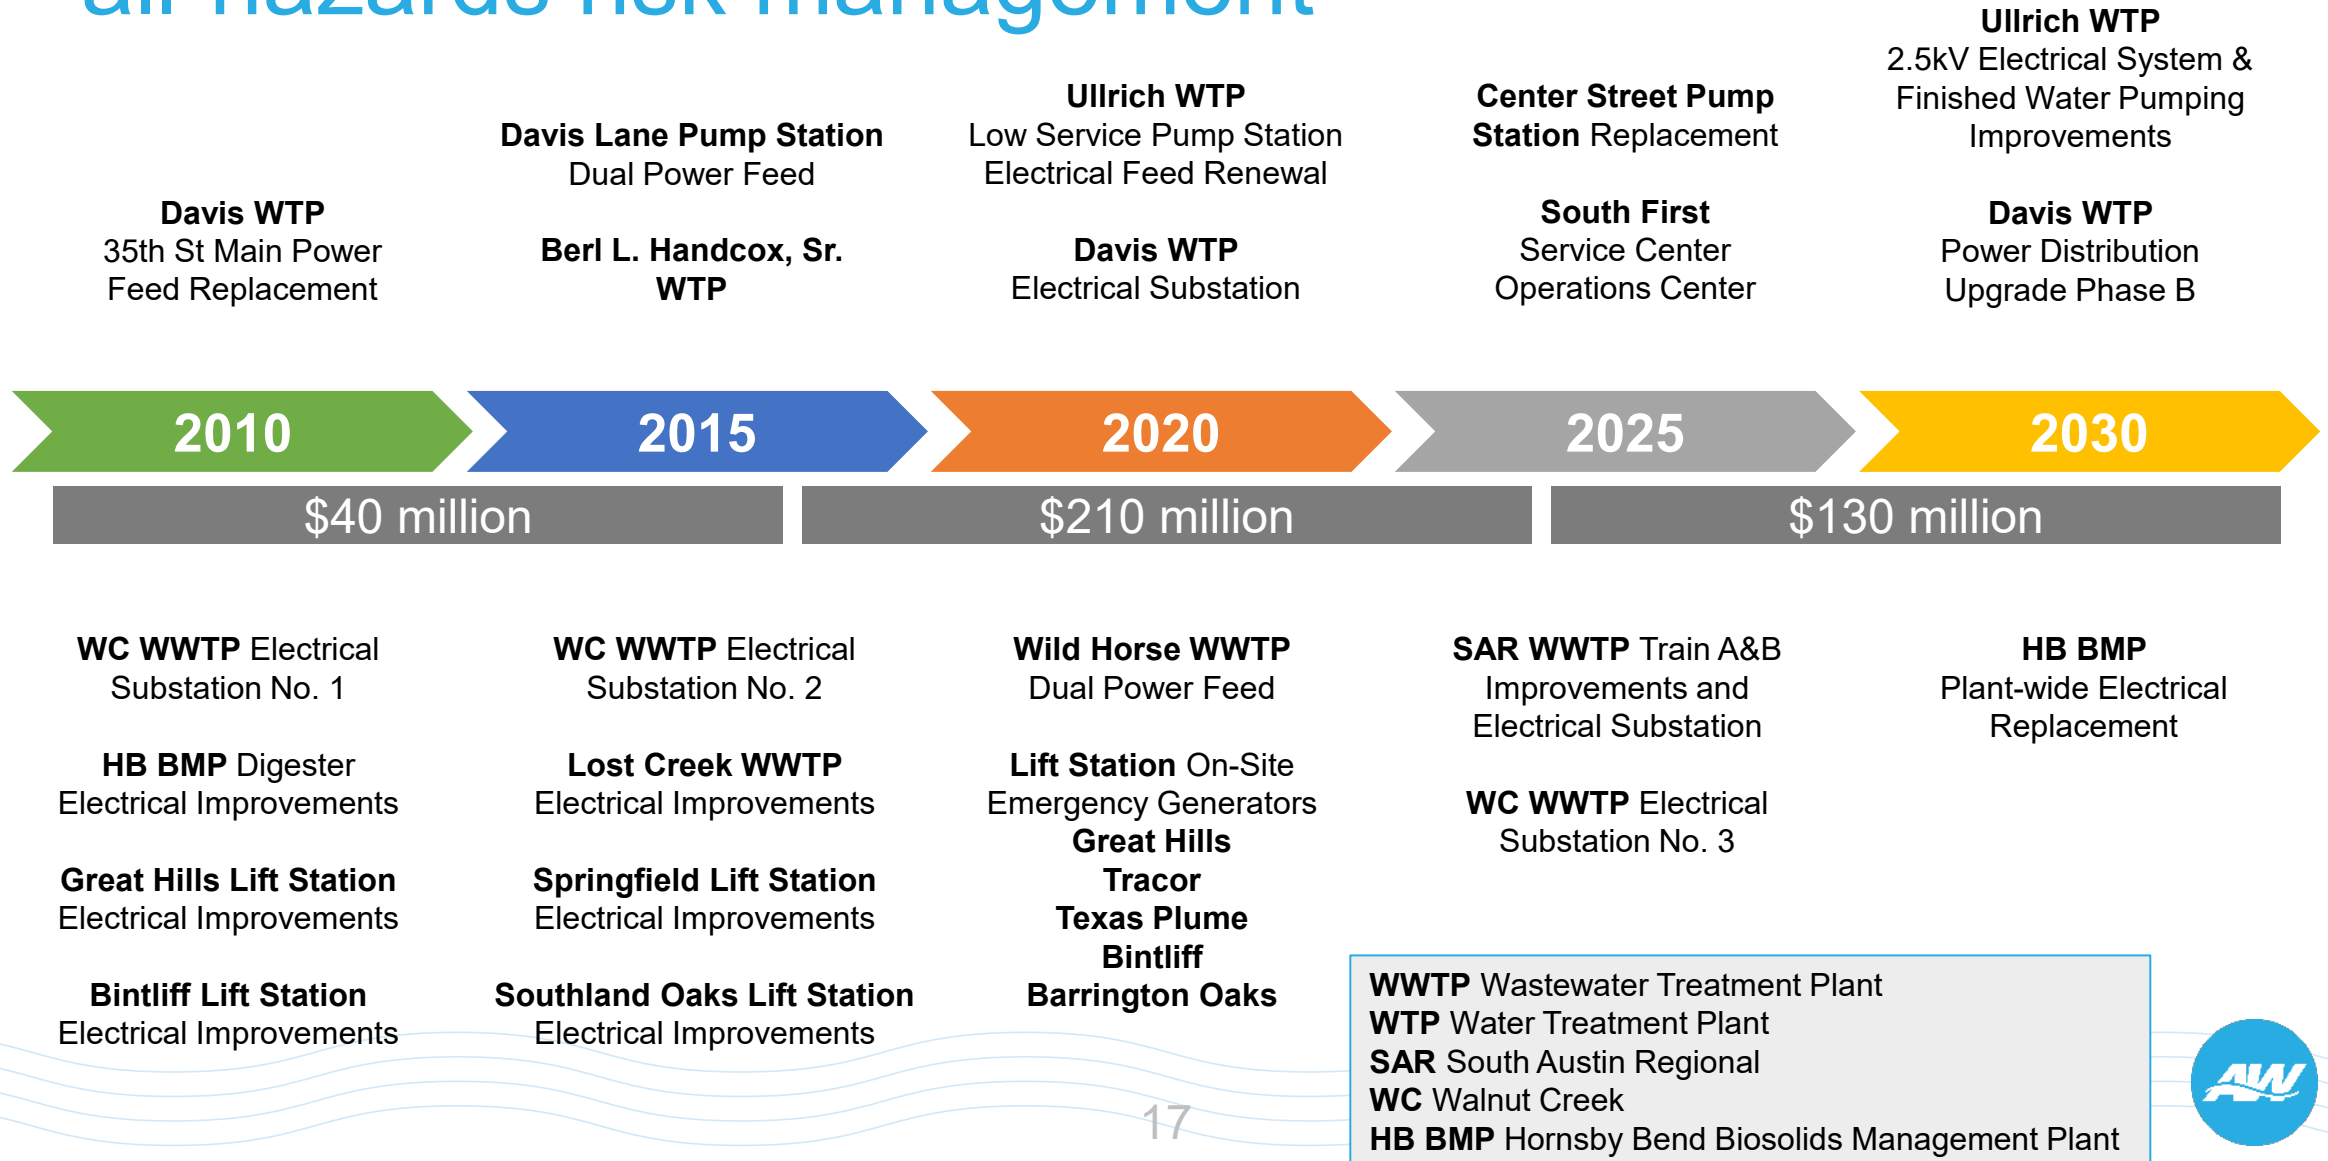 all-hazards risk management
Davis WTP
35th St Main Power
Feed Replacement
Davis Lane Pump Station
Dual Power Feed
Berl L. Handcox, Sr.
WTP
Ullrich WTP
Low Service Pump Station
Electrical Feed Renewal
Davis WTP
Electrical Substation
Center Street Pump
Station Replacement
South First
Service Center
Operations Center
Ullrich WTP
2.5kV Electrical System &
Finished Water Pumping
Improvements
Davis WTP
Power Distribution
Upgrade Phase B
2010
2015
2020
2025
2030
$40 million
$210 million
$130 million
WC WWTP Electrical
Substation No. 1
HB BMP Digester
Electrical Improvements
Great Hills Lift Station
Electrical Improvements
Bintliff Lift Station
Electrical Improvements
WC WWTP Electrical
Substation No. 2
Lost Creek WWTP
Electrical Improvements
Springfield Lift Station
Electrical Improvements
Southland Oaks Lift Station
Electrical Improvements
Wild Horse WWTP
Dual Power Feed
Lift Station On-Site
Emergency Generators
Great Hills
Tracor
Texas Plume
Bintliff
Barrington Oaks
SAR WWTP Train A&B
Improvements and
Electrical Substation
WC WWTP Electrical
Substation No. 3
HB BMP
Plant-wide Electrical
Replacement
WWTP Wastewater Treatment Plant
WTP Water Treatment Plant
SAR South Austin Regional
WC Walnut Creek
HB BMP Hornsby Bend Biosolids Management Plant
17
AW